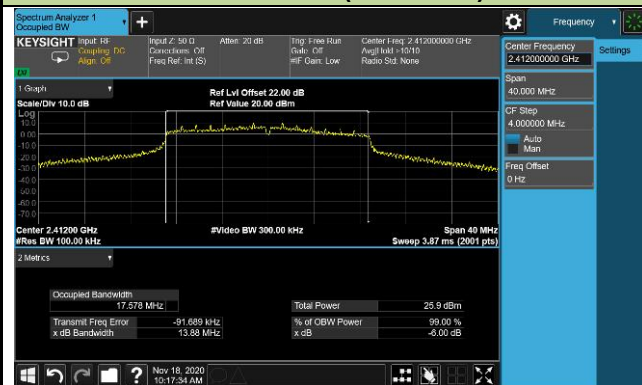 Spectrum Analyzer 1
Occupied BW
Frequency
KEYSIGHT Input: RF
Coupling: DC
Align: Off
Input Z: 50 Ω
Corrections: Off
Freq Ref: Int (S)
Atten: 20 dB
Trig: Free Run
Gate: Off
#IF Gain: Low
Center Freq: 2.412000000 GHz
Avg|Hold >10/10
Radio Std: None
Center Frequency
2.412000000 GHz
Settings
Span
40.000 MHz
CF Step
4.000000 MHz
Auto
Man
Freq Offset
0 Hz
1 Graph
Scale/Div 10.0 dB
Ref Lvl Offset 22.00 dB
Ref Value 20.00 dBm
Log
10.0
0.00
-10.0
-20.0
-30.0
-40.0
-50.0
-60.0
-70.0
Center 2.41200 GHz
#Res BW 100.00 kHz
#Video BW 300.00 kHz
Span 40 MHz
Sweep 3.87 ms (2001 pts)
2 Metrics
Occupied Bandwidth
17.578 MHz
Total Power 25.9 dBm
Transmit Freq Error -91.689 kHz
% of OBW Power 99.00 %
x dB Bandwidth 13.88 MHz
x dB -6.00 dB
Nov 18, 2020
10:17:34 AM